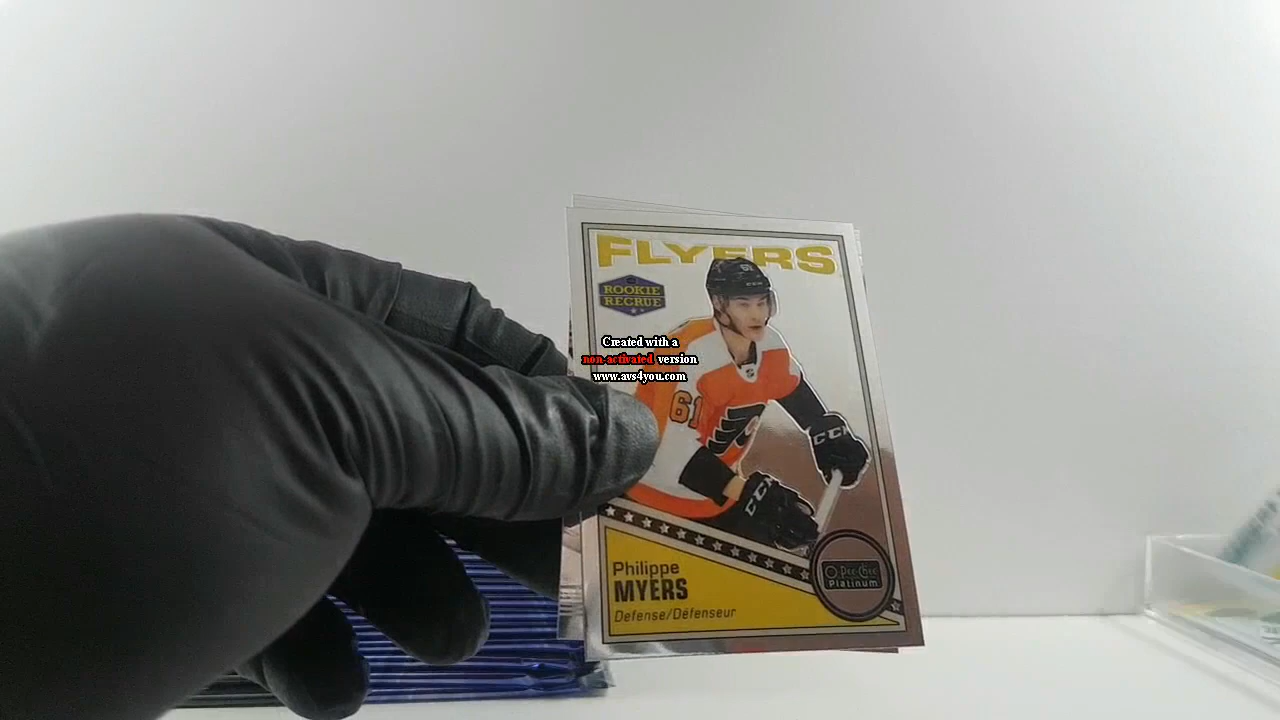 FLYERS
61
ROOKIE
RECRUE
Created with a
non-activated version
www.avs4you.com
61
CCM
CCM
Philippe
MYERS
Defense/Défenseur
O-Pee-Chee
Platinum